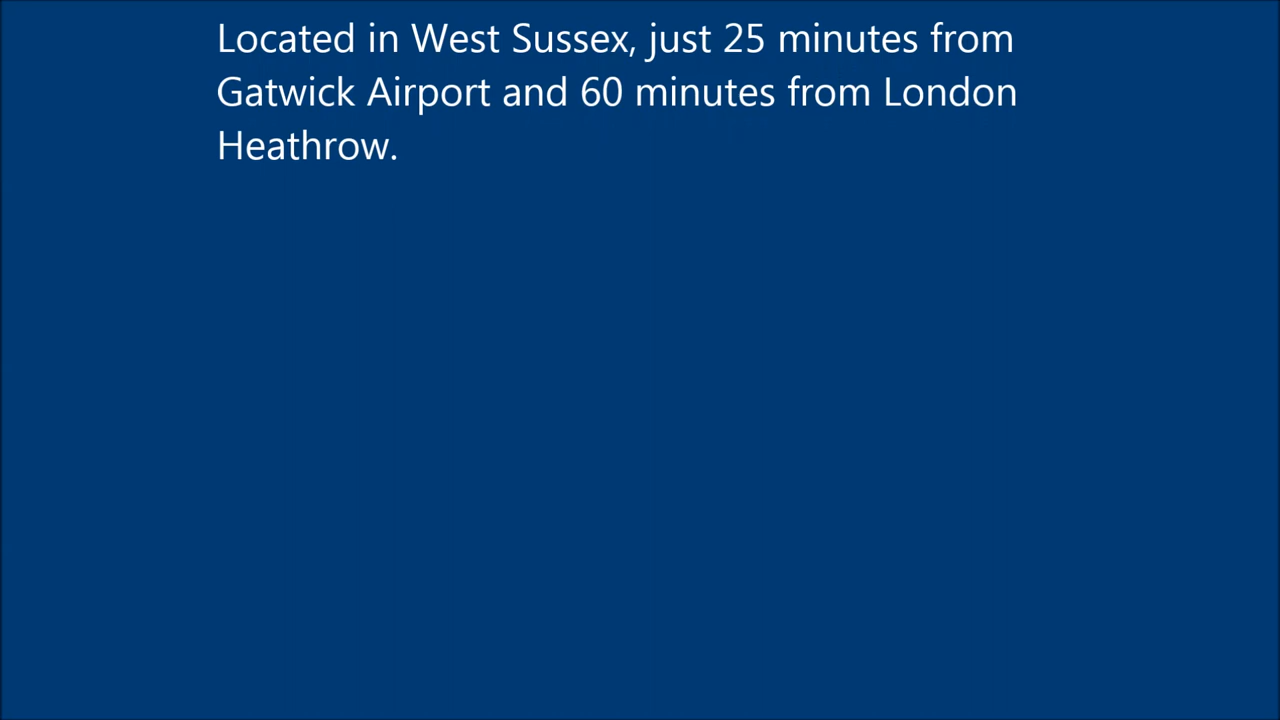 Located in West Sussex, just 25 minutes from
Gatwick Airport and 60 minutes from London
Heathrow.